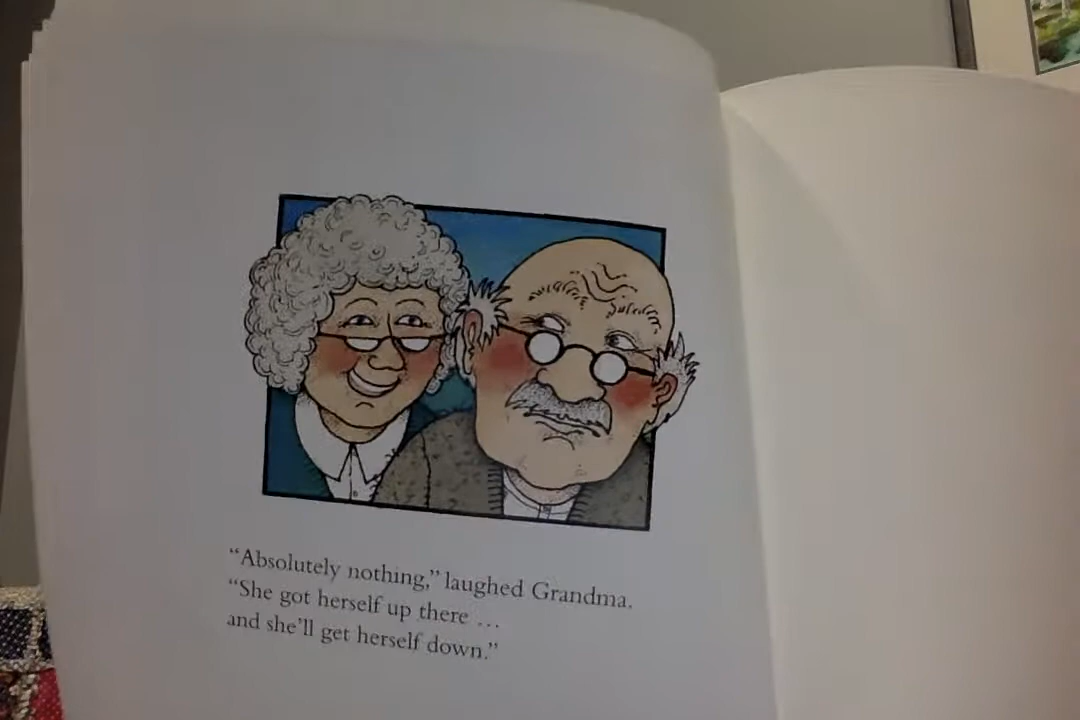 “Absolutely nothing,” laughed Grandma.
“She got herself up there ...
and she’ll get herself down.”